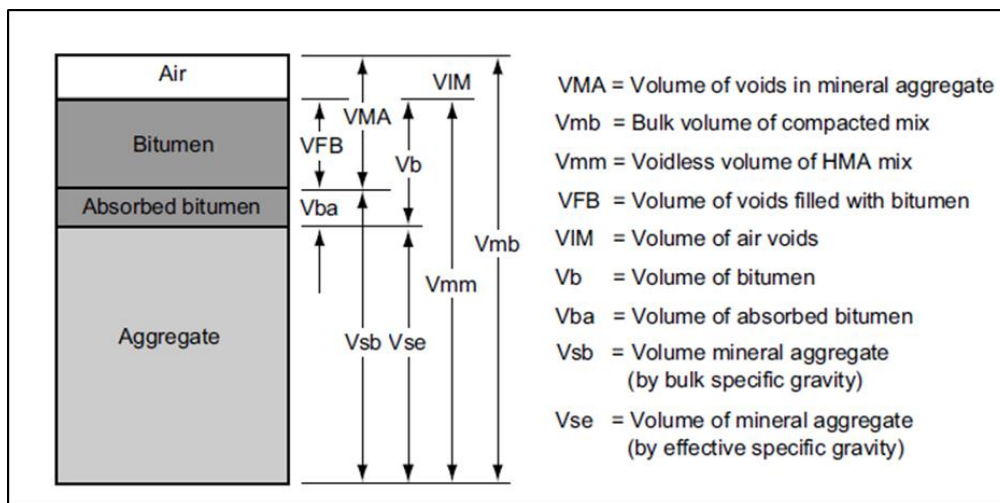 Air
Bitumen
Absorbed bitumen
Aggregate
VIM
VMA
VFB
Vb
Vba
Vmb
Vmm
Vsb
Vse
VMA = Volume of voids in mineral aggregate
Vmb = Bulk volume of compacted mix
Vmm = Voidless volume of HMA mix
VFB = Volume of voids filled with bitumen
VIM = Volume of air voids
Vb = Volume of bitumen
Vba = Volume of absorbed bitumen
Vsb = Volume mineral aggregate
(by bulk specific gravity)
Vse = Volume of mineral aggregate
(by effective specific gravity)